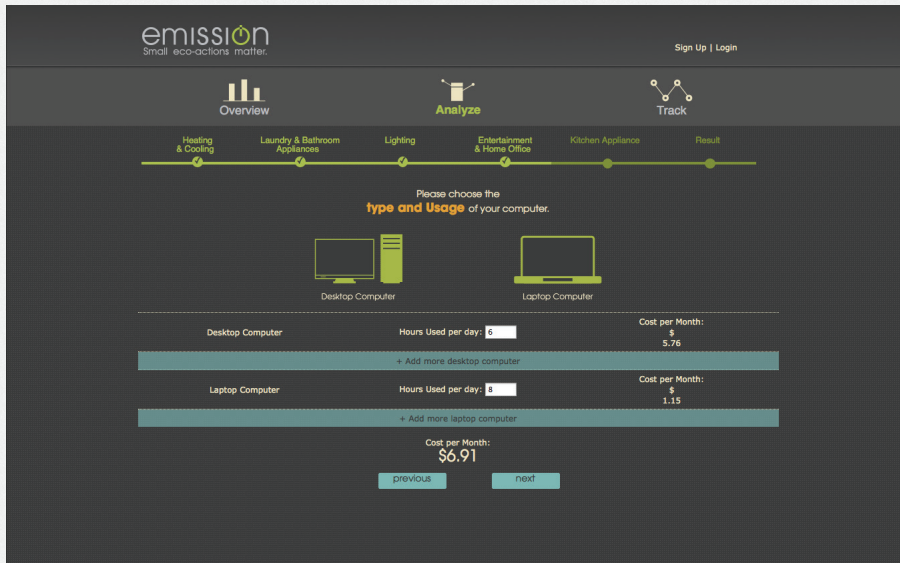 emission
Small eco-actions matter.
Sign Up | Login
Overview
Analyze
Track
Heating
& Cooling
Laundry & Bathroom
Appliances
Lighting
Entertainment
& Home Office
Kitchen Appliance
Result
Please choose the
type and Usage of your computer.
Desktop Computer
Laptop Computer
Desktop Computer
Hours Used per day: 6
Cost per Month:
$
5.76
+ Add more desktop computer
Laptop Computer
Hours Used per day: 8
Cost per Month:
$
1.15
+ Add more laptop computer
Cost per Month:
$6.91
previous
next